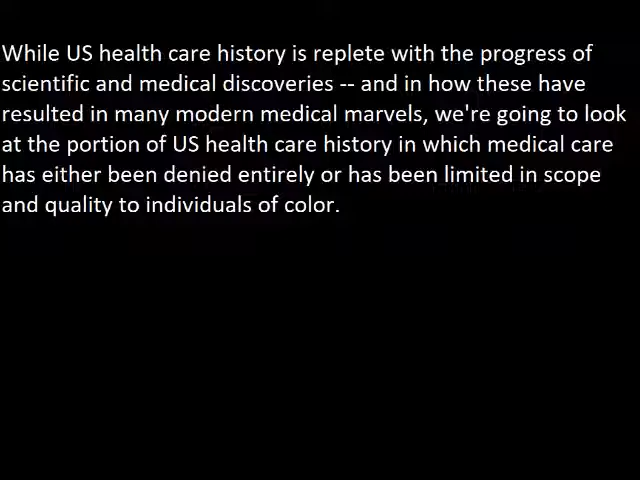 While US health care history is replete with the progress of
scientific and medical discoveries -- and in how these have
resulted in many modern medical marvels, we're going to look
at the portion of US health care history in which medical care
has either been denied entirely or has been limited in scope
and quality to individuals of color.